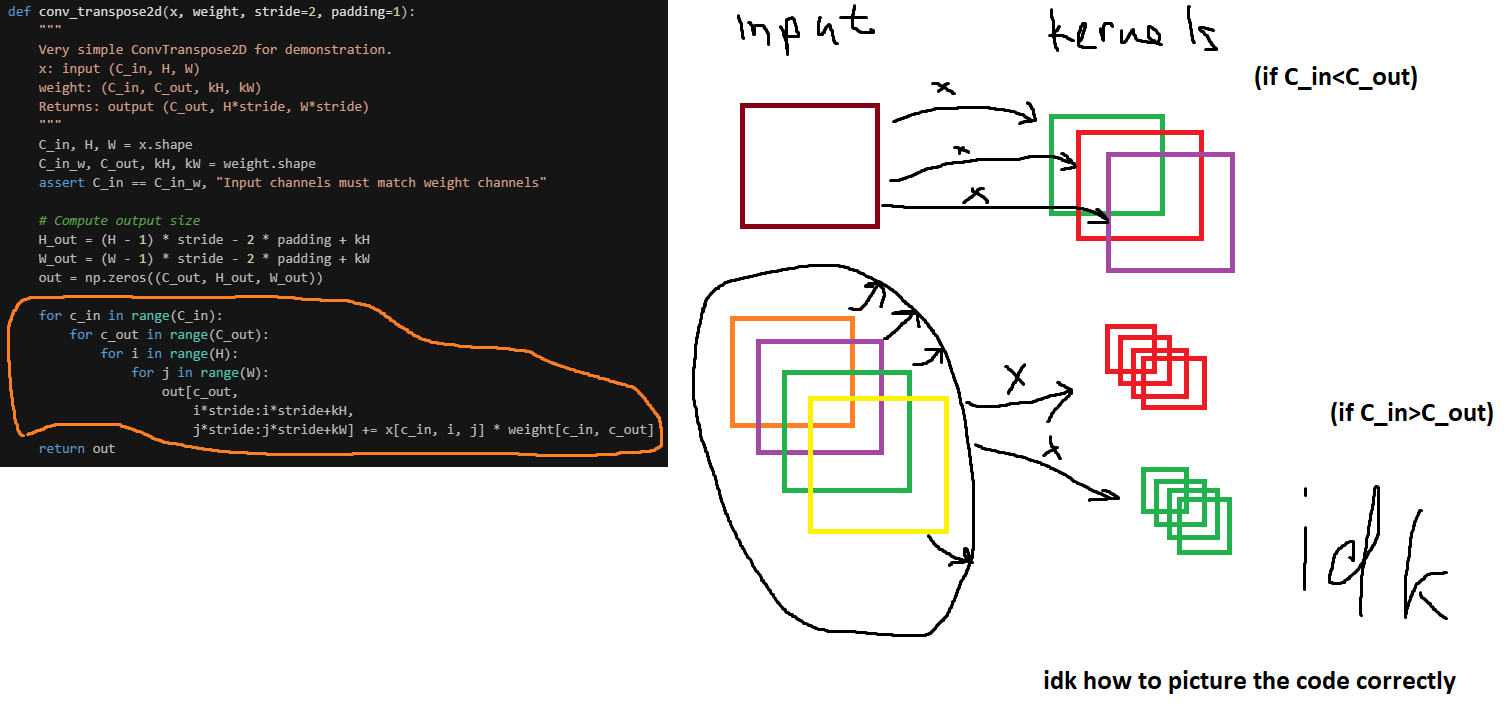 def conv_transpose2d(x, weight, stride=2, padding=1):
"""
Very simple ConvTranspose2D for demonstration.
x: input (C_in, H, W)
weight: (C_in, C_out, kH, kW)
Returns: output (C_out, H*stride, W*stride)
"""
C_in, H, W = x.shape
C_in_w, C_out, kH, kW = weight.shape
assert C_in == C_in_w, "Input channels must match weight channels"
# Compute output size
H_out = (H - 1) * stride - 2 * padding + kH
W_out = (W - 1) * stride - 2 * padding + kW
out = np.zeros((C_out, H_out, W_out))
for c_in in range(C_in):
for c_out in range(C_out):
for i in range(H):
for j in range(W):
out[c_out,
i*stride:i*stride+kH,
j*stride:j*stride+kW] += x[c_in, i, j] * weight[c_in, c_out]
return out
input
kernels
(if C_in<C_out)
x
x
x
x
x
(if C_in>C_out)
idk
idk how to picture the code correctly